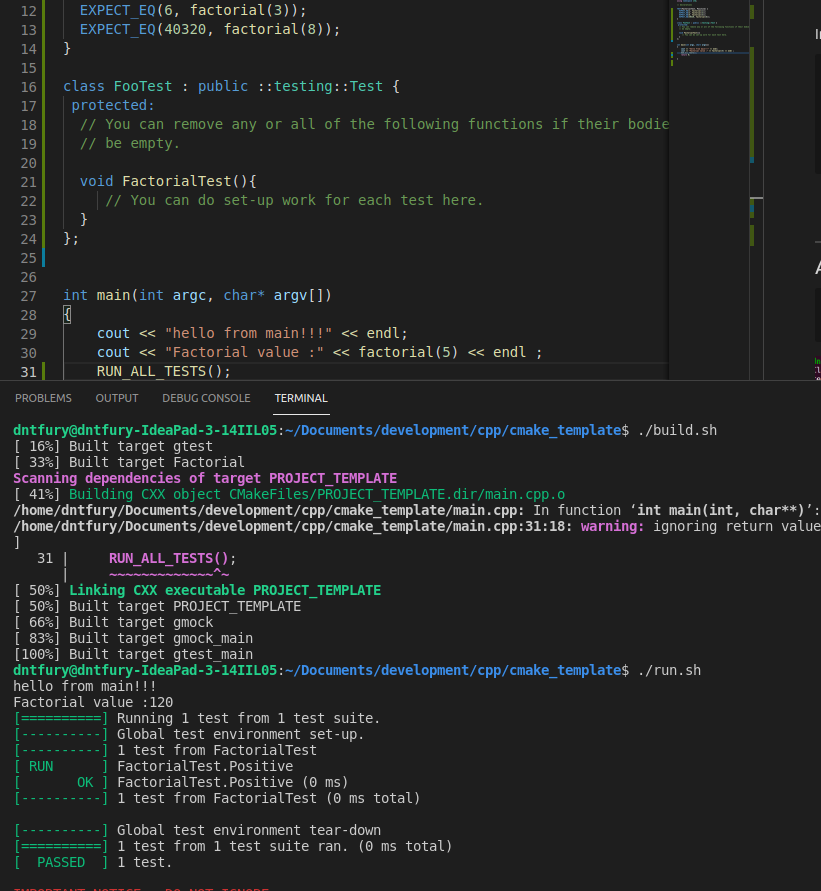 12 EXPECT_EQ(6, factorial(3));
13 EXPECT_EQ(40320, factorial(8));
14 }
15
16 class FooTest : public ::testing::Test {
17 protected:
18 // You can remove any or all of the following functions if their bodie
19 // be empty.
20
21 void FactorialTest(){
22 // You can do set-up work for each test here.
23 }
24 };
25
26
27 int main(int argc, char* argv[])
28 {
29 cout << "hello from main!!!" << endl;
30 cout << "Factorial value :" << factorial(5) << endl ;
31 RUN_ALL_TESTS();
PROBLEMS OUTPUT DEBUG CONSOLE TERMINAL
dntfury@dntfury-IdeaPad-3-14IIL05:~/Documents/development/cpp/cmake_template$ ./build.sh
[ 16%] Built target gtest
[ 33%] Built target Factorial
Scanning dependencies of target PROJECT_TEMPLATE
[ 41%] Building CXX object CMakeFiles/PROJECT_TEMPLATE.dir/main.cpp.o
/home/dntfury/Documents/development/cpp/cmake_template/main.cpp: In function ‘int main(int, char**)’:
/home/dntfury/Documents/development/cpp/cmake_template/main.cpp:31:18: warning: ignoring return value
]
31 | RUN_ALL_TESTS();
| ~~~~~~~~~~~~~^~
[ 50%] Linking CXX executable PROJECT_TEMPLATE
[ 50%] Built target PROJECT_TEMPLATE
[ 66%] Built target gmock
[ 83%] Built target gmock_main
[100%] Built target gtest_main
dntfury@dntfury-IdeaPad-3-14IIL05:~/Documents/development/cpp/cmake_template$ ./run.sh
hello from main!!!
Factorial value :120
[==========] Running 1 test from 1 test suite.
[----------] Global test environment set-up.
[----------] 1 test from FactorialTest
[ RUN      ] FactorialTest.Positive
[       OK ] FactorialTest.Positive (0 ms)
[----------] 1 test from FactorialTest (0 ms total)

[----------] Global test environment tear-down
[==========] 1 test from 1 test suite ran. (0 ms total)
[  PASSED  ] 1 test.